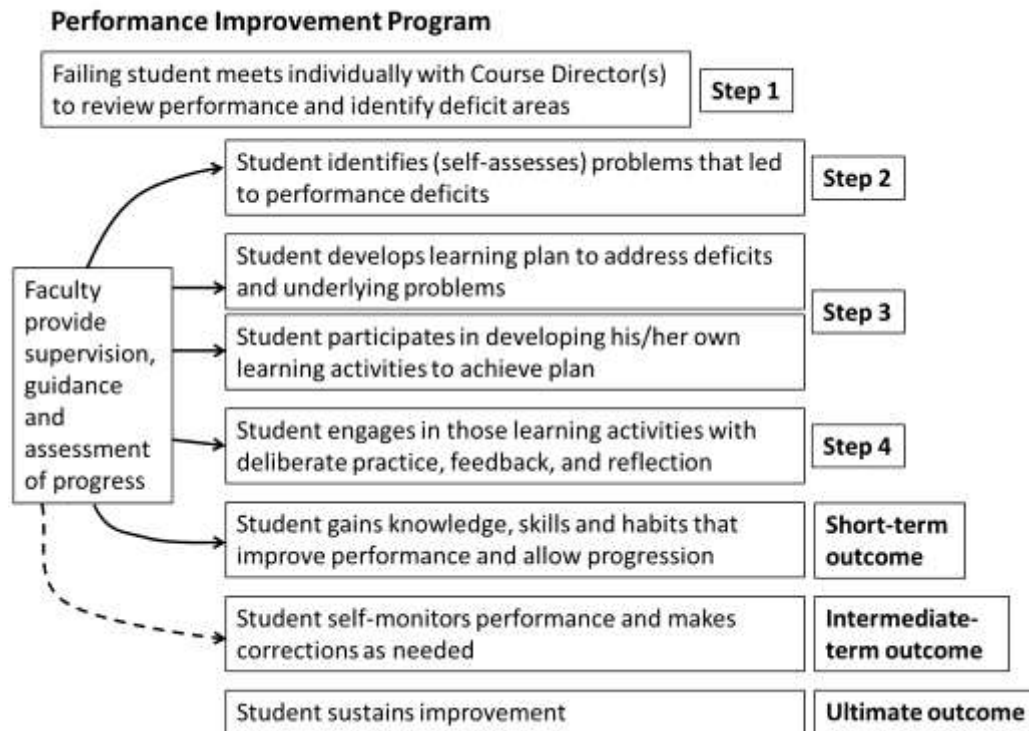 Performance Improvement Program
Failing student meets individually with Course Director(s)
to review performance and identify deficit areas
Step 1
Student identifies (self-assesses) problems that led
to performance deficits
Step 2
Faculty
provide
supervision,
guidance
and
assessment
of progress
Student develops learning plan to address deficits
and underlying problems
Student participates in developing his/her own
learning activities to achieve plan
Step 3
Student engages in those learning activities with
deliberate practice, feedback, and reflection
Step 4
Student gains knowledge, skills and habits that
improve performance and allow progression
Short-term
outcome
Student self-monitors performance and makes
corrections as needed
Intermediate-
term outcome
Student sustains improvement
Ultimate outcome